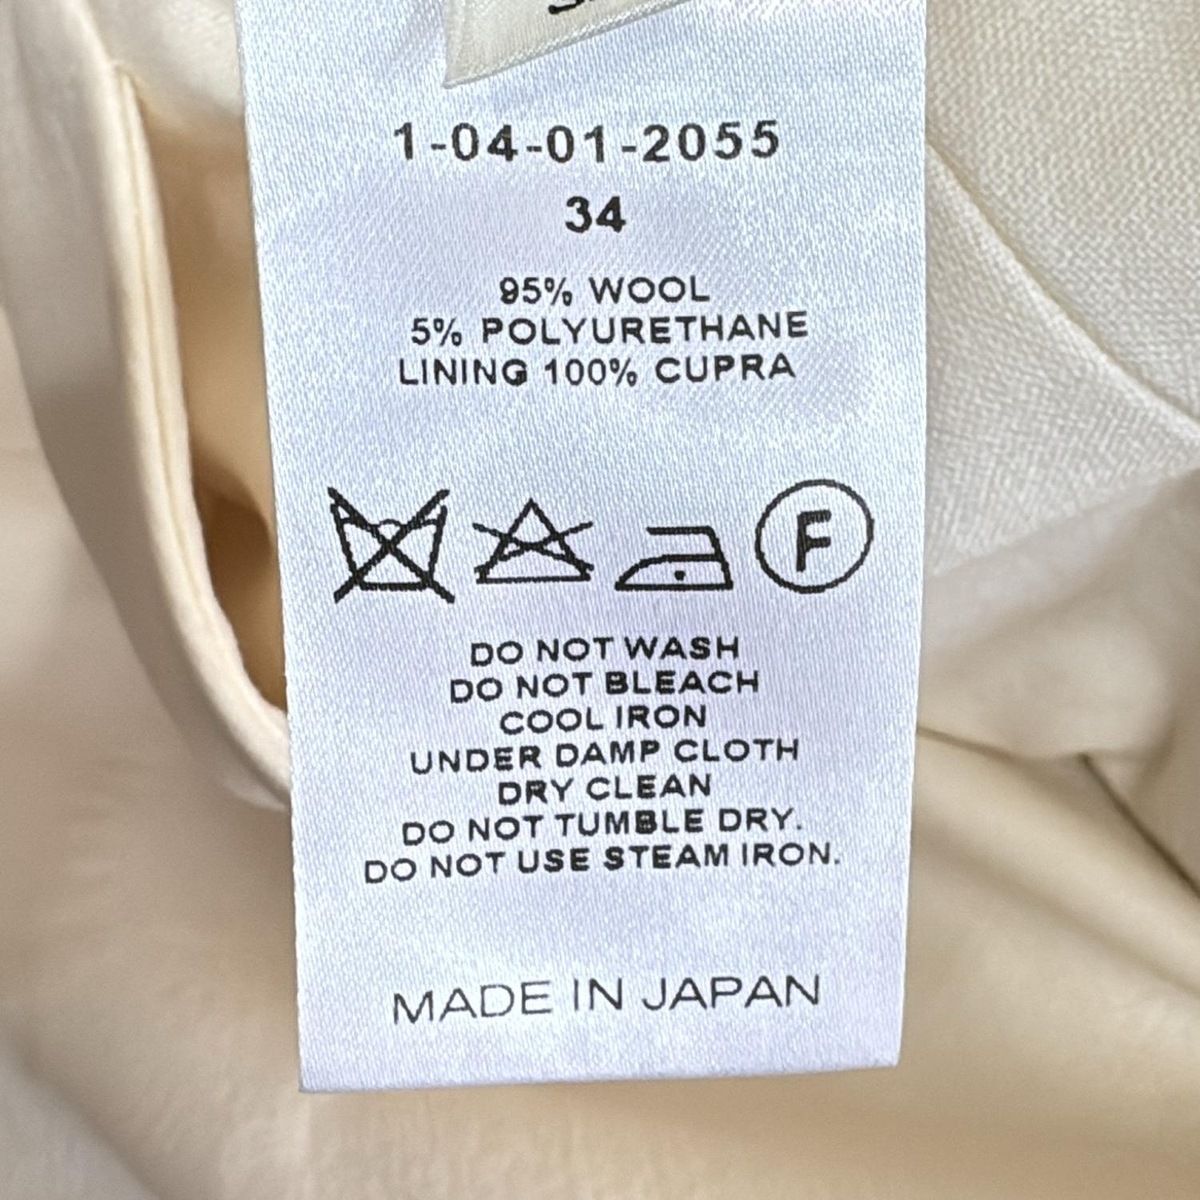 1-04-01-2055
34
95% WOOL
5% POLYURETHANE
LINING 100% CUPRA
F
DO NOT WASH
DO NOT BLEACH
COOL IRON
UNDER DAMP CLOTH
DRY CLEAN
DO NOT TUMBLE DRY.
DO NOT USE STEAM IRON.
MADE IN JAPAN